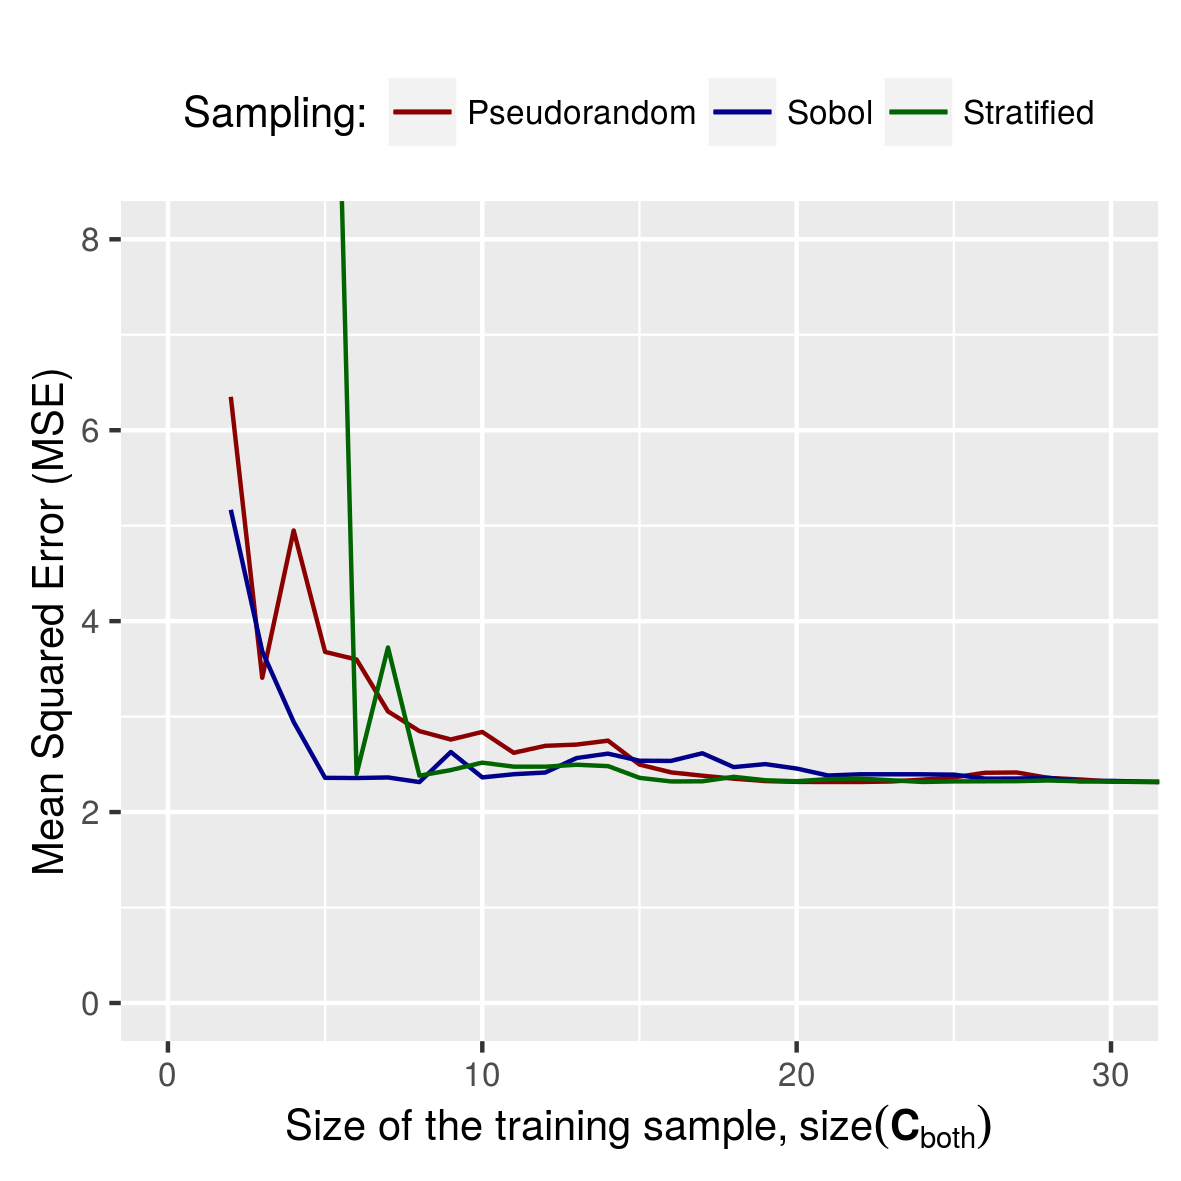 Sampling: Pseudorandom Sobol Stratified
8
6
4
2
0
Mean Squared Error (MSE)
0 10 20 30
Size of the training sample, size(C_both)